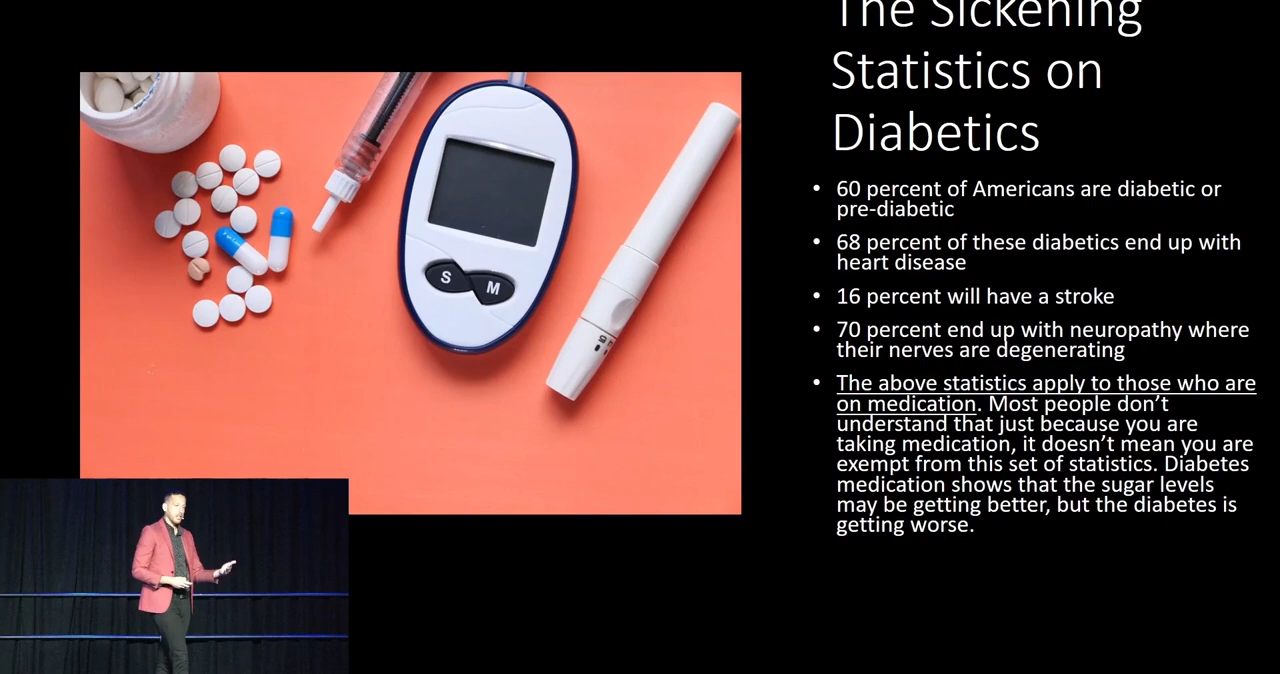 The Sickening
Statistics on
Diabetics
• 60 percent of Americans are diabetic or
pre-diabetic
• 68 percent of these diabetics end up with
heart disease
• 16 percent will have a stroke
• 70 percent end up with neuropathy where
their nerves are degenerating
• The above statistics apply to those who are
on medication. Most people don’t
understand that just because you are
taking medication, it doesn’t mean you are
exempt from this set of statistics. Diabetes
medication shows that the sugar levels
may be getting better, but the diabetes is
getting worse.
S
M